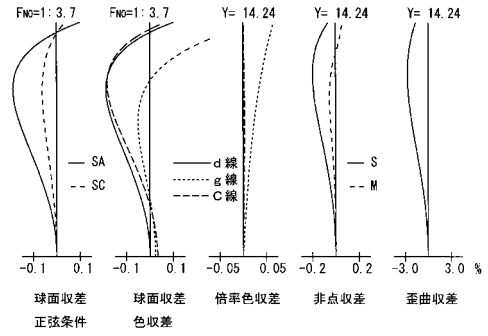 FNO=1:3.7
FNO=1:3.7
Y= 14.24
Y= 14.24
Y= 14.24
SA
SC
d線
g線
C線
S
M
-0.1 0.1
-0.1 0.1
-0.05 0.05
-0.2 0.2
-3.0 3.0 %
球面収差
正弦条件
球面収差
色収差
倍率色収差
非点収差
歪曲収差